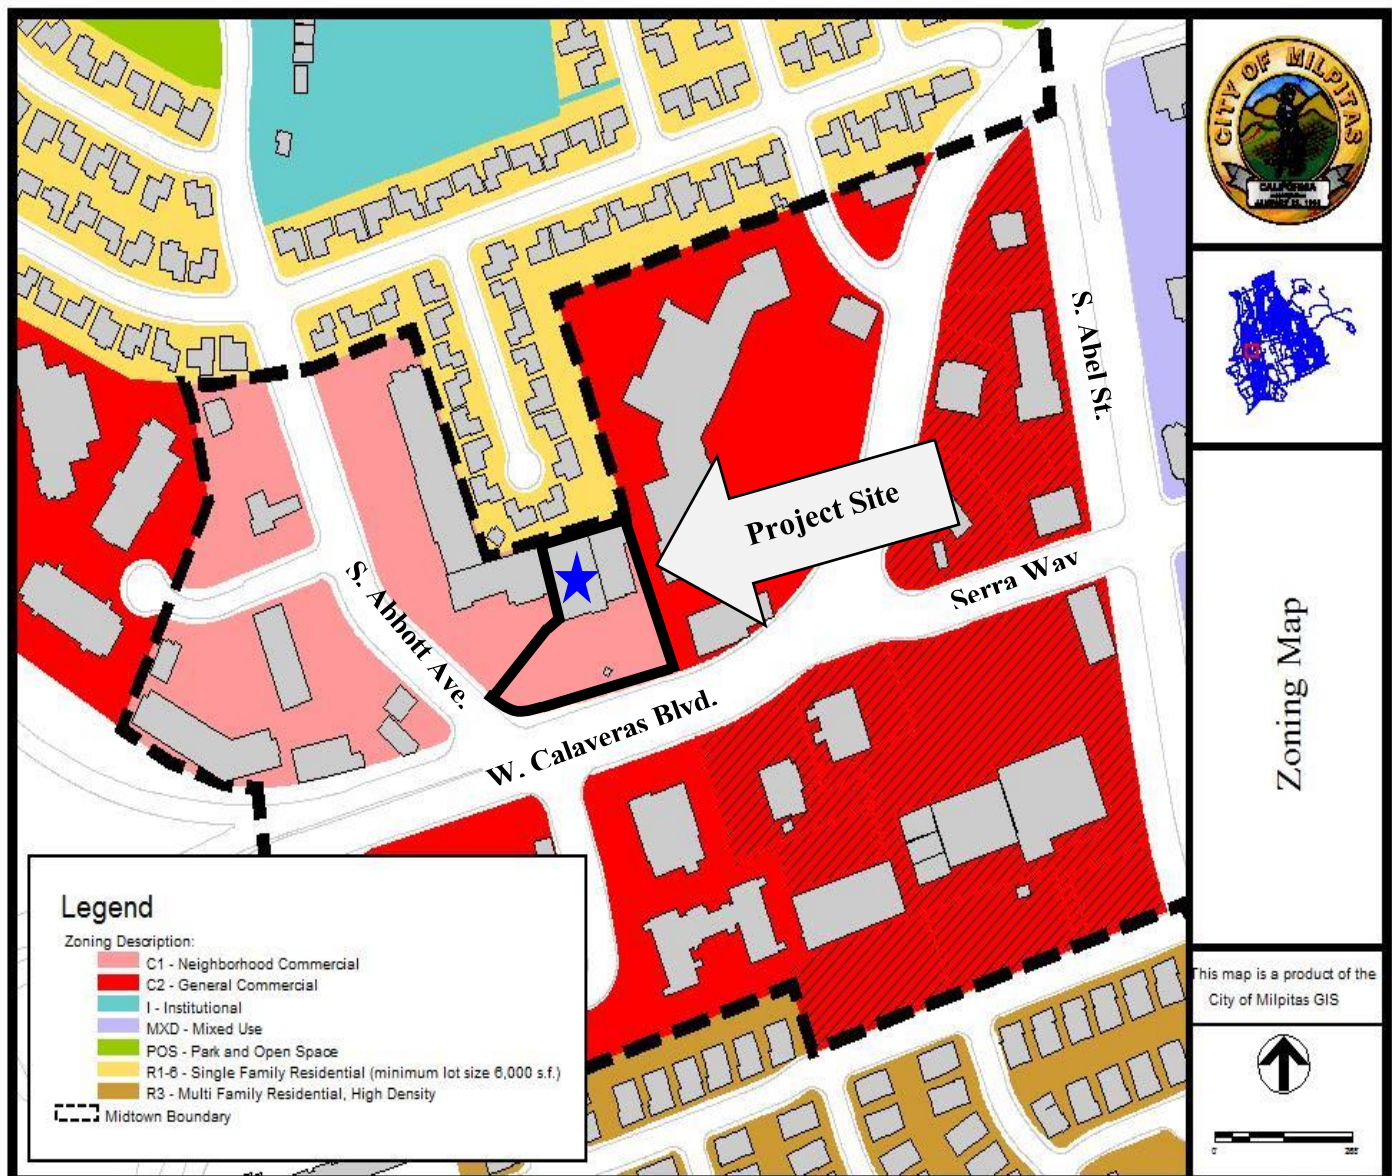 CITY OF MILPITAS
CALIFORNIA
S. Abel St.
Project Site
Serra Way
S. Abbott Ave.
W. Calaveras Blvd.
Zoning Map
Legend
Zoning Description:
C1 - Neighborhood Commercial
C2 - General Commercial
I - Institutional
MXD - Mixed Use
POS - Park and Open Space
R1-6 - Single Family Residential (minimum lot size 6,000 s.f.)
R3 - Multi Family Residential, High Density
Midtown Boundary
This map is a product of the
City of Milpitas GIS